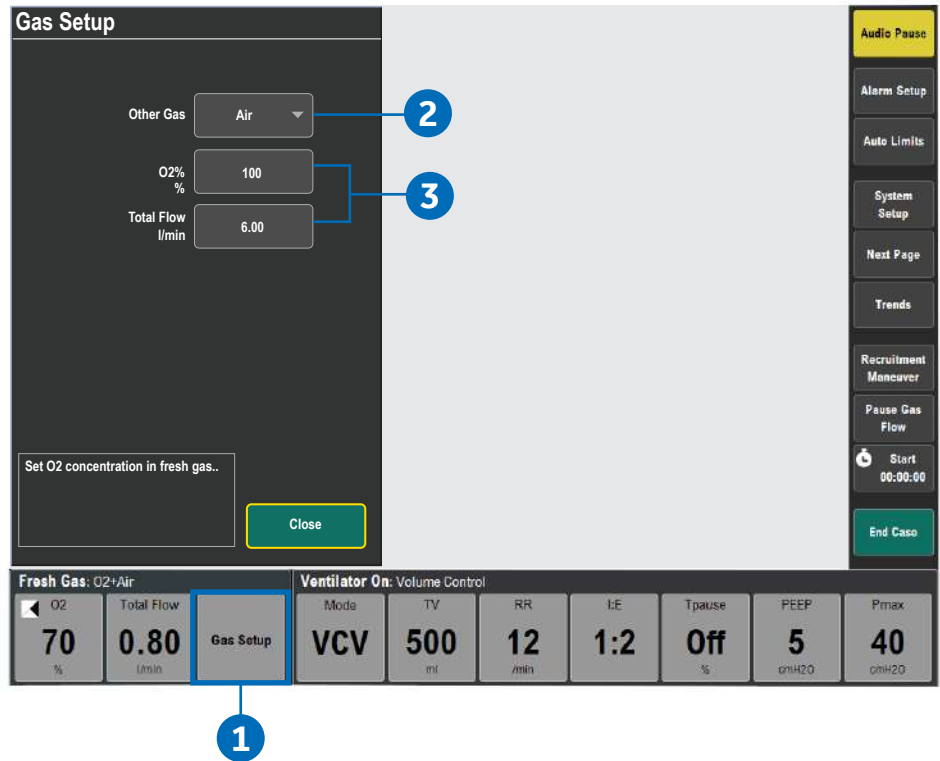 Gas Setup
Other Gas
Air
2
O2%
%
100
3
Total Flow
l/min
6.00
Set O2 concentration in fresh gas..
Close
Audio Pause
Alarm Setup
Auto Limits
System
Setup
Next Page
Trends
Recruitment
Maneuver
Pause Gas
Flow
Start
00:00:00
End Case
Fresh Gas: O2+Air
O2
70
%
Total Flow
0.80
l/min
Gas Setup
Ventilator On: Volume Control
Mode
VCV
TV
500
ml
RR
12
/min
I:E
1:2
Tpause
Off
%
PEEP
5
cmH2O
Pmax
40
cmH2O
1